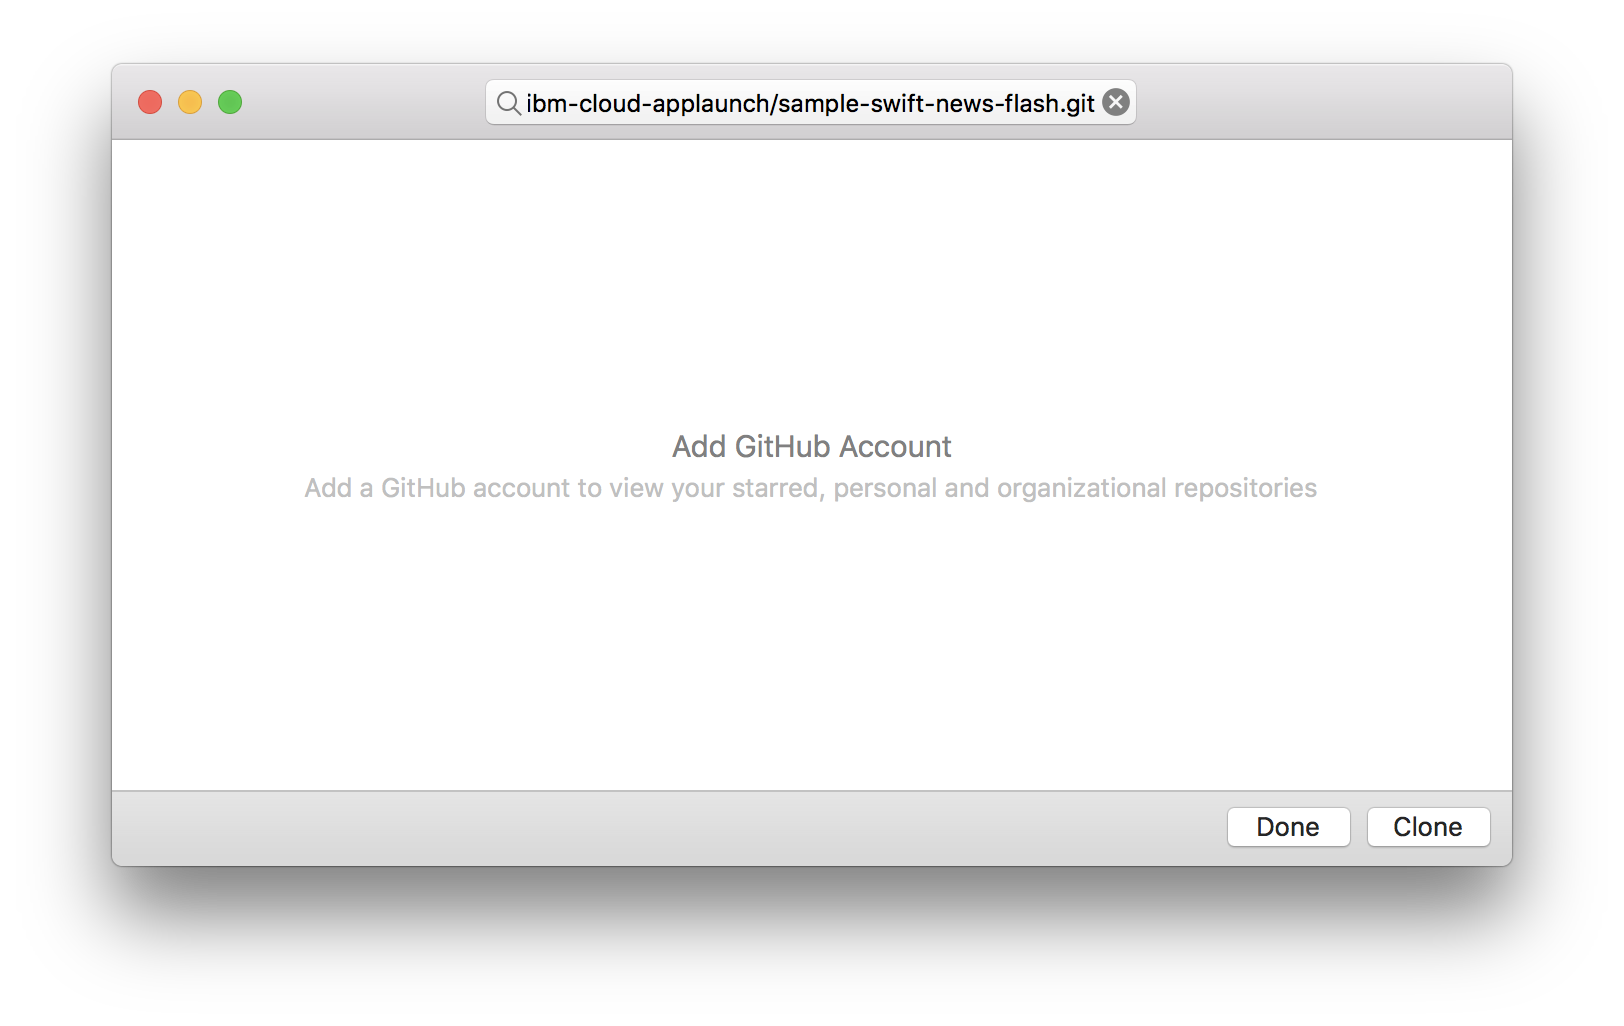 ibm-cloud-applaunch/sample-swift-news-flash.git
Add GitHub Account
Add a GitHub account to view your starred, personal and organizational repositories
Done Clone